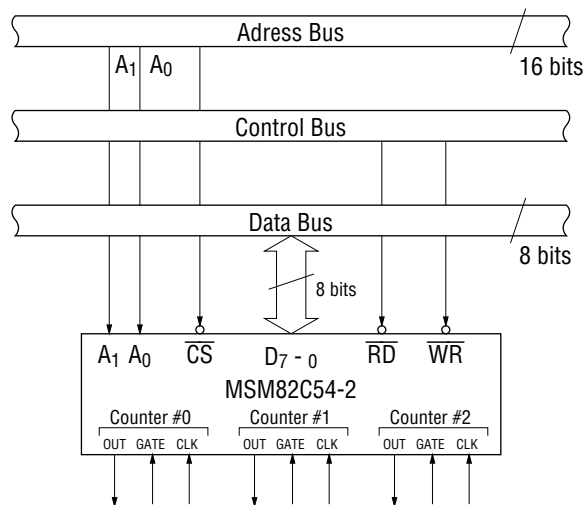 Adress Bus
A1 A0
16 bits
Control Bus
Data Bus
8 bits
8 bits
A1 A0 CS D7 - 0 RD WR
MSM82C54-2
Counter #0 Counter #1 Counter #2
OUT GATE CLK OUT GATE CLK OUT GATE CLK